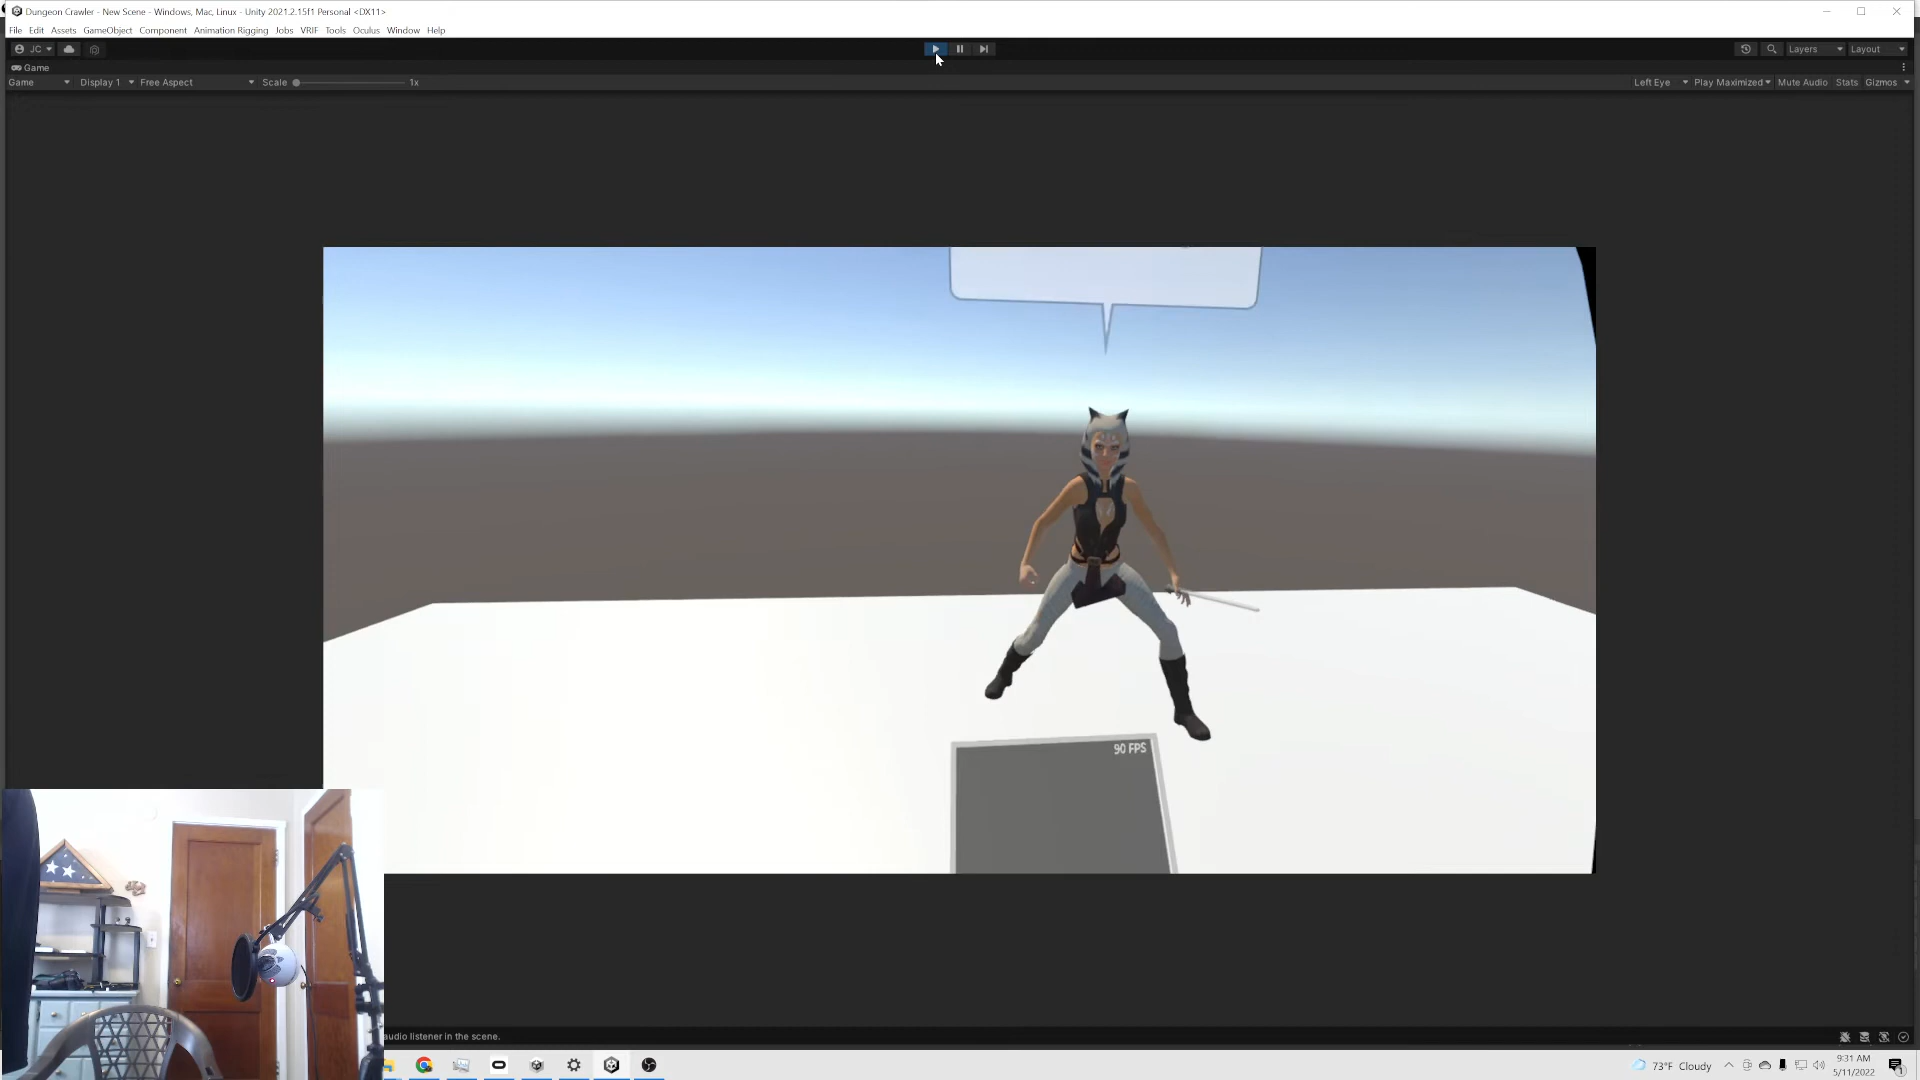 Dungeon Crawler - New Scene - Windows, Mac, Linux - Unity 2021.2.15f1 Personal <DX11>
File Edit Assets GameObject Component Animation Rigging Jobs VRIF Tools Oculus Window Help
JC Layers Layout
Game
Game Display 1 Free Aspect Scale 1x Left Eye Play Maximized Mute Audio Stats Gizmos
90 FPS
audio listener in the scene.
73°F Cloudy
9:31 AM
5/11/2022